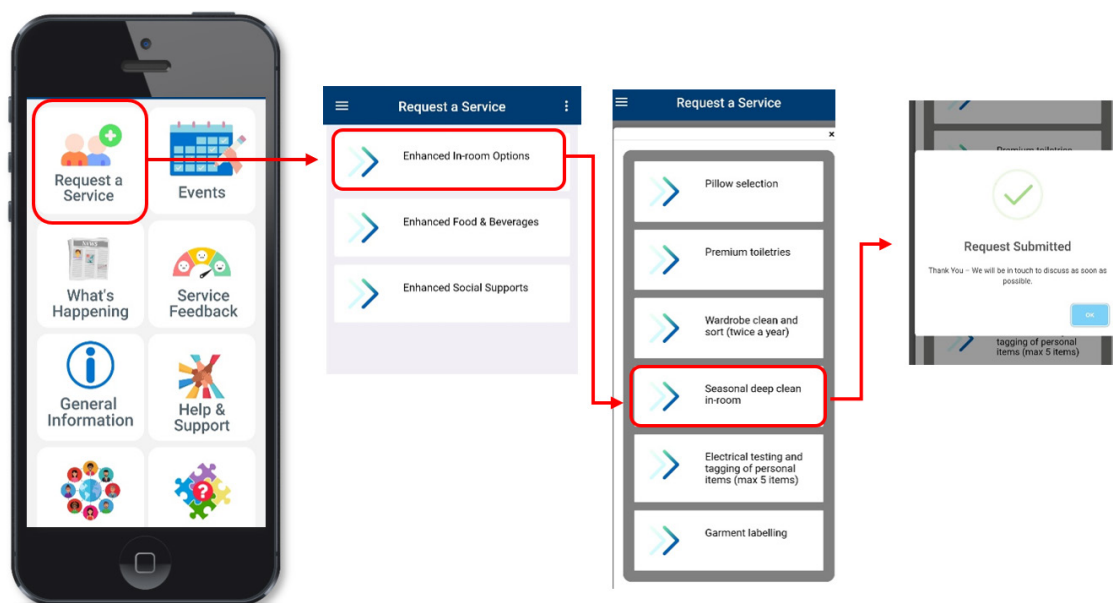 Request a
Service
Events
What's
Happening
Service
Feedback
General
Information
Help &
Support
NEWS
Request a Service
Enhanced In-room Options
Enhanced Food & Beverages
Enhanced Social Supports
Request a Service
×
Pillow selection
Premium toiletries
Wardrobe clean and
sort (twice a year)
Seasonal deep clean
in-room
Electrical testing and
tagging of personal
items (max 5 items)
Garment labelling
Premium toiletries
Request Submitted
Thank You – We will be in touch to discuss as soon as
possible.
OK
tagging of personal
items (max 5 items)